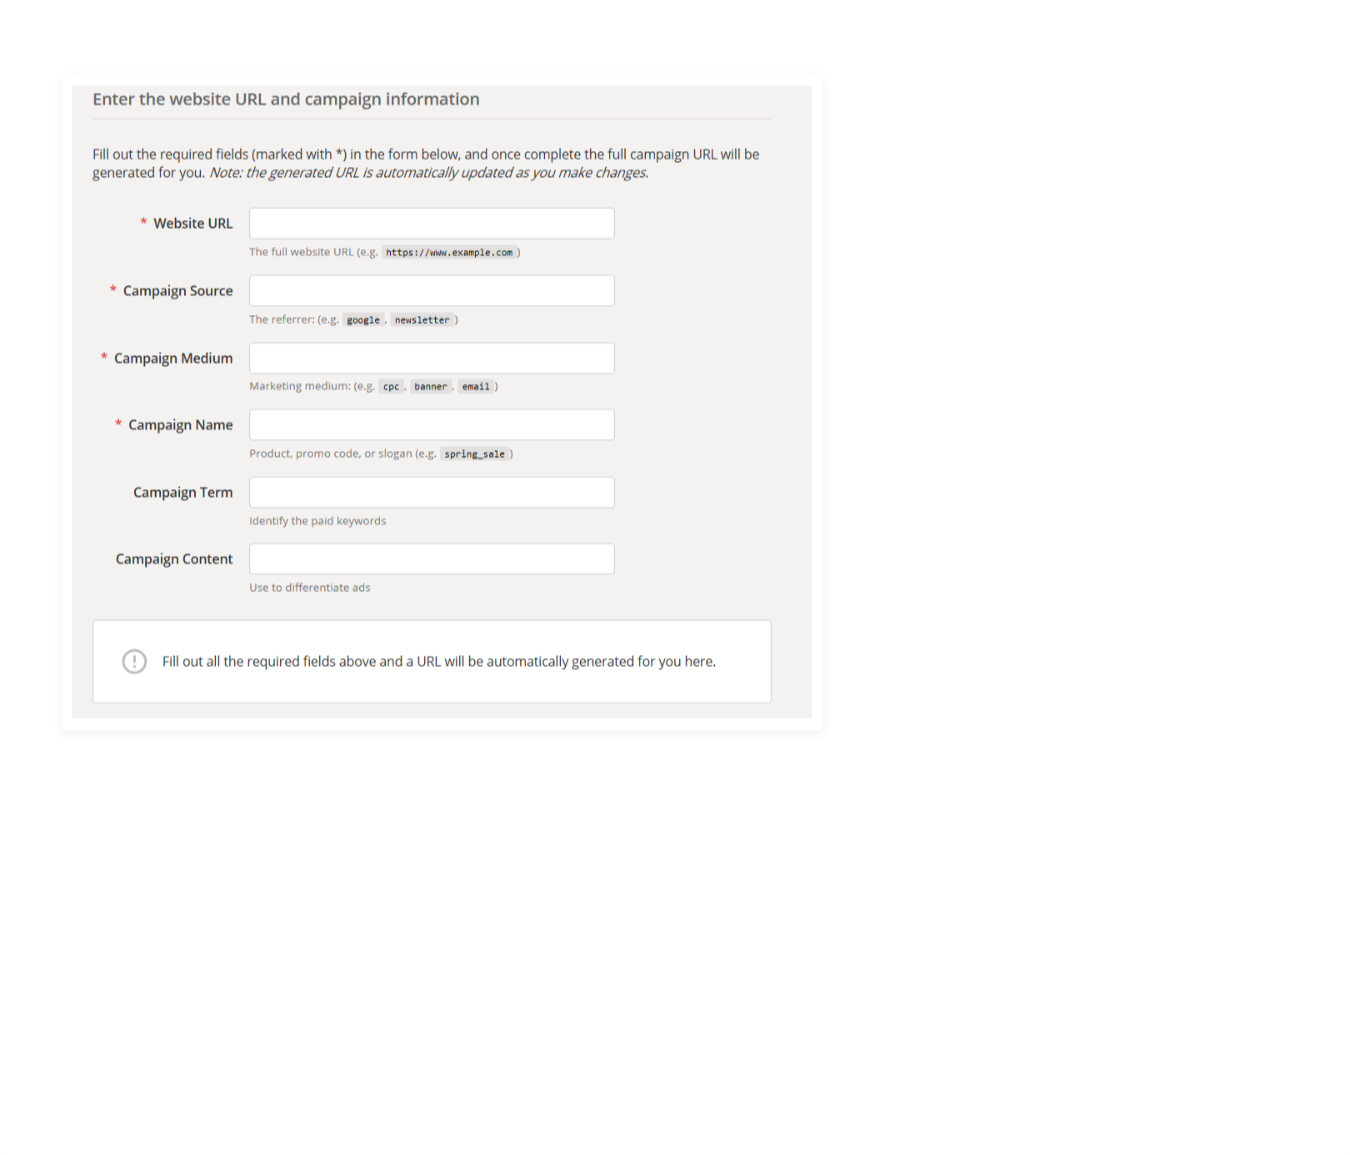 Enter the website URL and campaign information
Fill out the required fields (marked with *) in the form below, and once complete the full campaign URL will be
generated for you. Note: the generated URL is automatically updated as you make changes.
* Website URL
The full website URL (e.g. https://www.example.com )
* Campaign Source
The referrer: (e.g. google , newsletter )
* Campaign Medium
Marketing medium: (e.g. cpc , banner , email )
* Campaign Name
Product, promo code, or slogan (e.g. spring_sale )
Campaign Term
Identify the paid keywords
Campaign Content
Use to differentiate ads
Fill out all the required fields above and a URL will be automatically generated for you here.